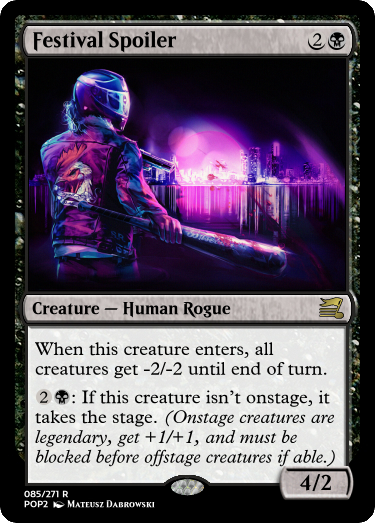 Festival Spoiler 2
Creature — Human Rogue
When this creature enters, all
creatures get -2/-2 until end of turn.
2 : If this creature isn't onstage, it
takes the stage. (Onstage creatures are
legendary, get +1/+1, and must be
blocked before offstage creatures if able.)
4/2
085/271 R
POP2 Mateusz Dabrowski